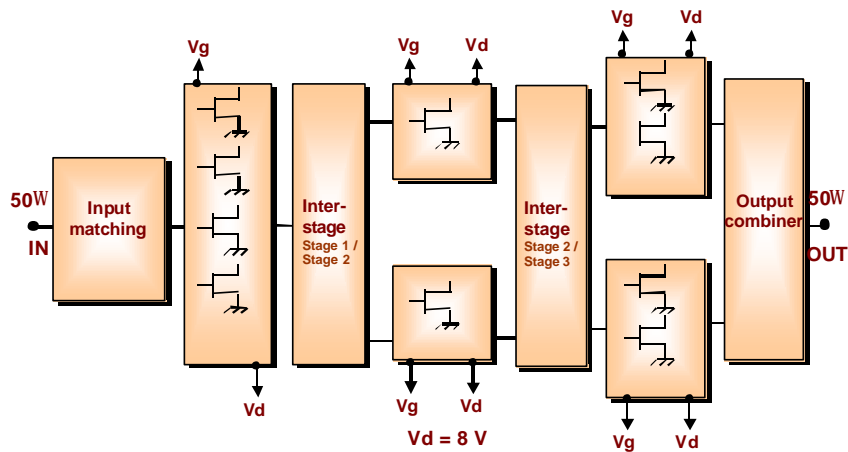 Vg
Vg
Vd
Vg
Vd
50W
IN
Input
matching
Inter-
stage
Stage 1 /
Stage 2
Inter-
stage
Stage 2 /
Stage 3
Output
combiner
50W
OUT
Vd
Vg
Vd
Vg
Vd
Vd = 8 V